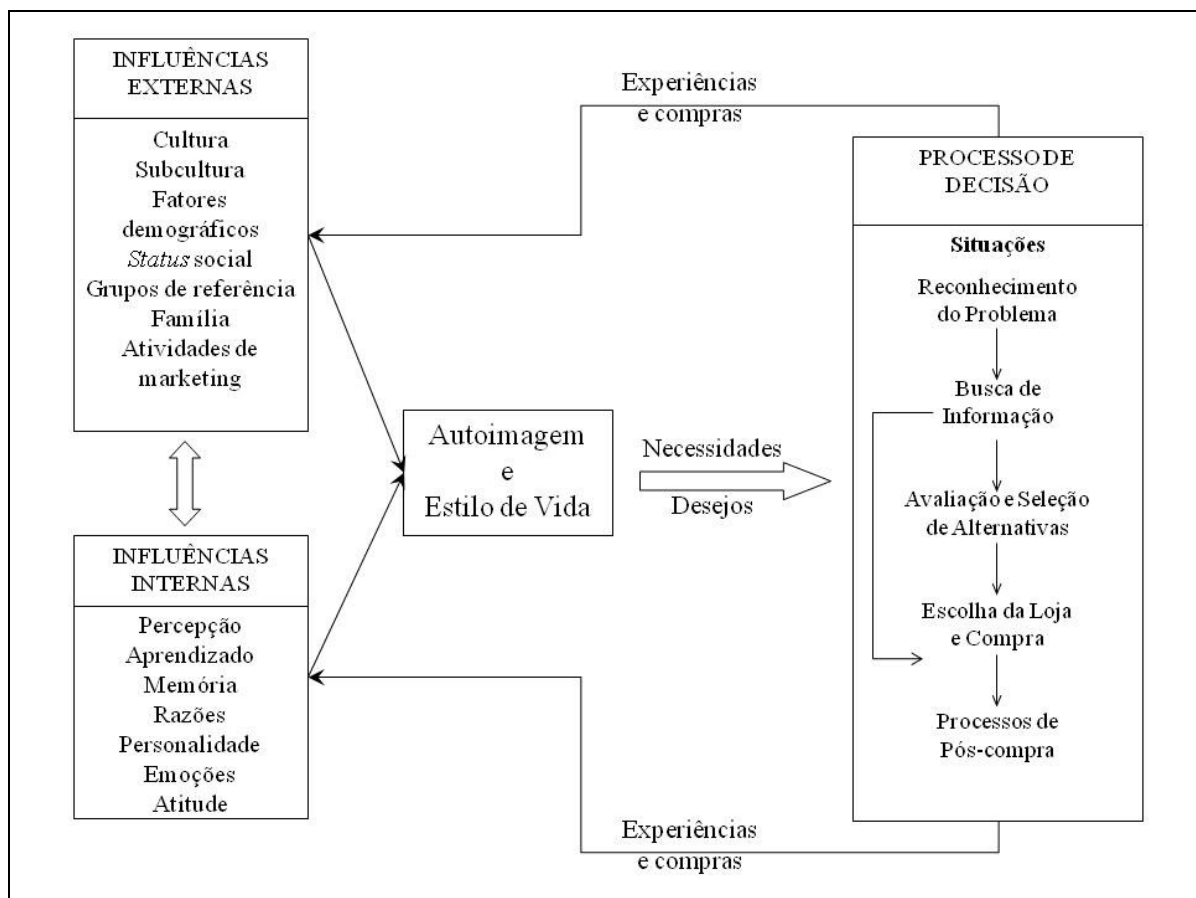 INFLUÊNCIAS
EXTERNAS
Cultura
Subcultura
Fatores
demográficos
Status social
Grupos de referência
Família
Atividades de
marketing
INFLUÊNCIAS
INTERNAS
Percepção
Aprendizado
Memória
Razões
Personalidade
Emoções
Atitude
Autoimagem
e
Estilo de Vida
Necessidades
Desejos
Experiências
e compras
Experiências
e compras
PROCESSO DE
DECISÃO
Situações
Reconhecimento
do Problema
Busca de
Informação
Avaliação e Seleção
de Alternativas
Escolha da Loja
e Compra
Processos de
Pós-compra